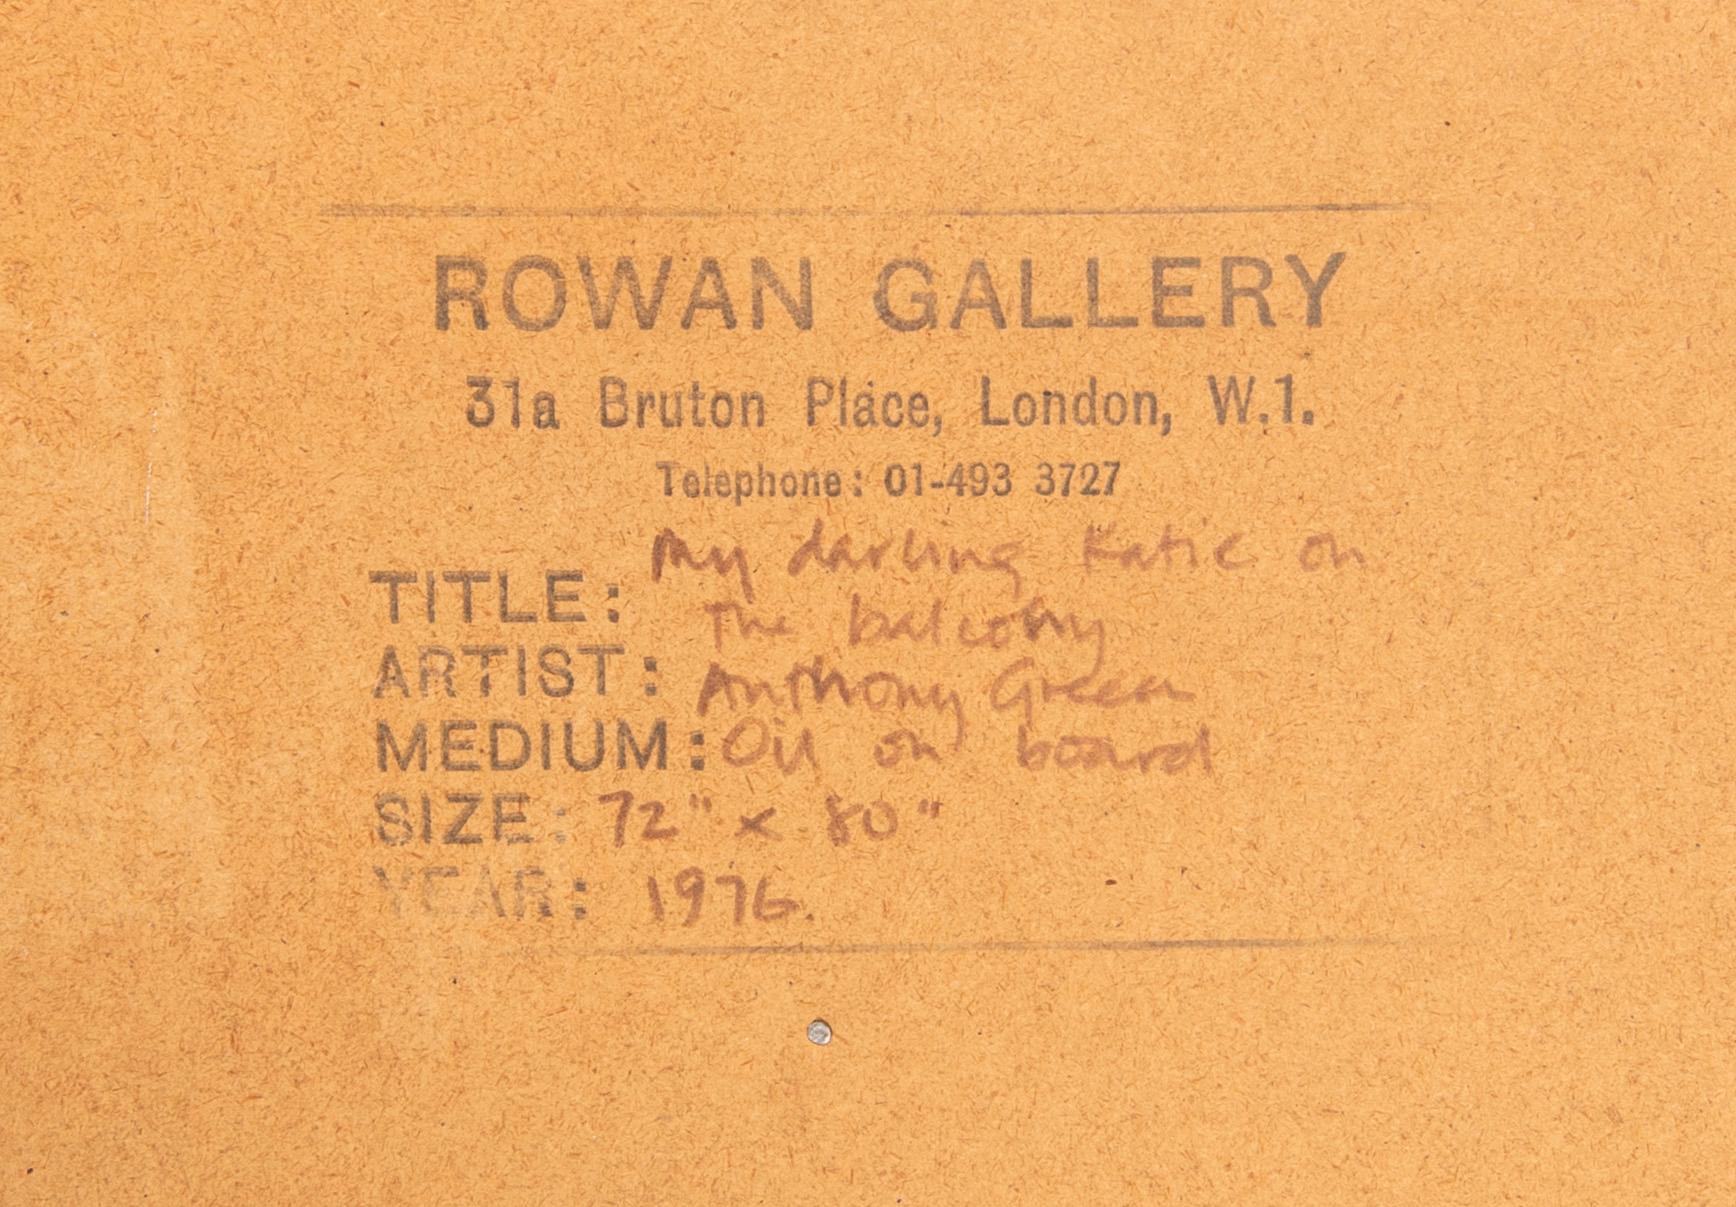 ROWAN GALLERY
31a Bruton Place, London, W.1.
Telephone: 01-493 3727
TITLE: My darling Katie on
The balcony
ARTIST: Anthony Green
MEDIUM: Oil on board
SIZE: 72" x 80"
YEAR: 1976.